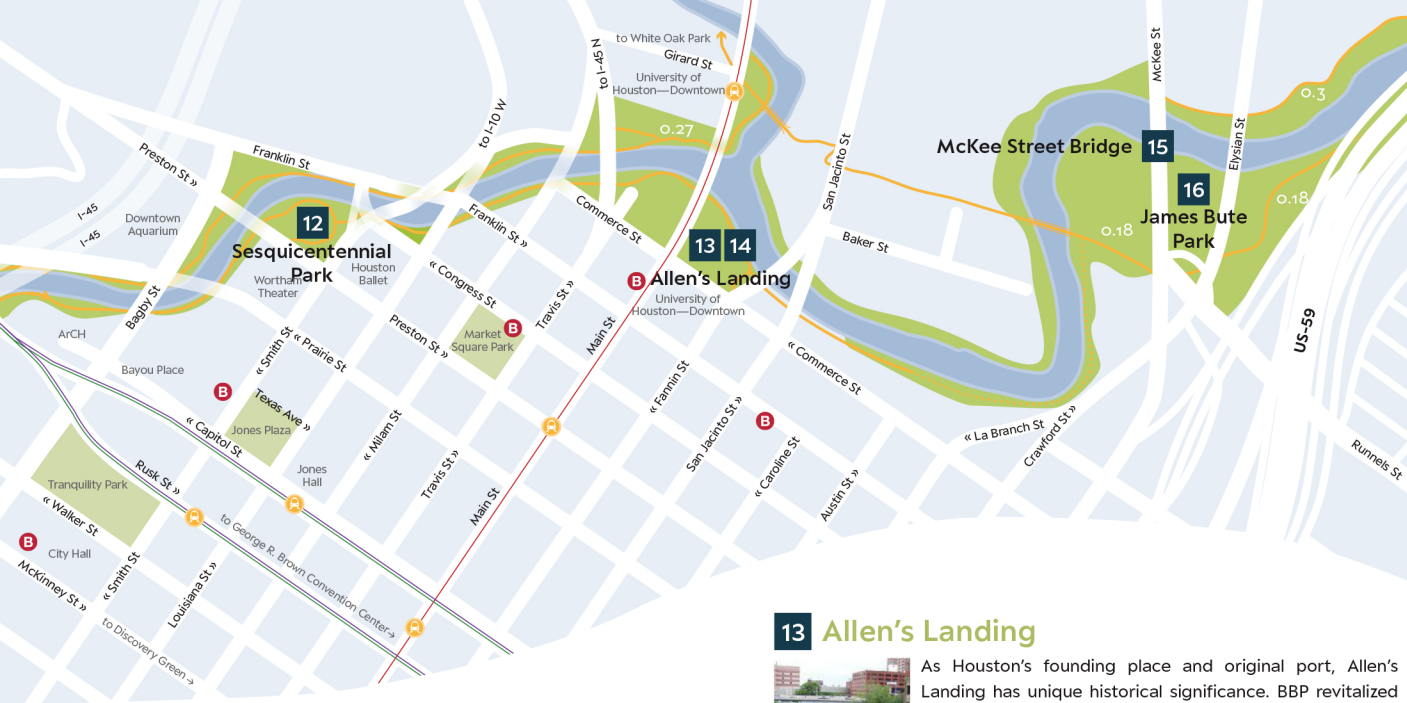 to White Oak Park
Girard St
University of
Houston—Downtown
to I-45 N
to I-10 W
McKee St
0.3
0.27
Franklin St
Preston St »
San Jacinto St
McKee Street Bridge
15
Elysian St
16
James Bute
Park
0.18
0.18
I-45
I-45
Downtown
Aquarium
12
Sesquicentennial
Park
Wortham
Theater
Houston
Ballet
Franklin St »
Commerce St
13
14
Allen's Landing
B
University of
Houston—Downtown
Baker St
« Congress St
Travis St »
Bagby St
ArCH
Bayou Place
« Smith St
« Prairie St
Preston St »
Market
Square Park
B
Main St
US-59
« Commerce St
« Fannin St
B
Texas Ave »
Jones Plaza
« Capitol St
« Milam St
San Jacinto St »
B
« Caroline St
Austin St »
« La Branch St
Crawford St »
Runnels St
Jones
Hall
Travis St »
Main St
Rusk St »
Tranquility Park
« Walker St
B
City Hall
McKinney St »
« Smith St
Louisiana St »
to George R. Brown Convention Center→
to Discovery Green→
13
Allen's Landing
As Houston's founding place and original port, Allen's
Landing has unique historical significance. BBP revitalized